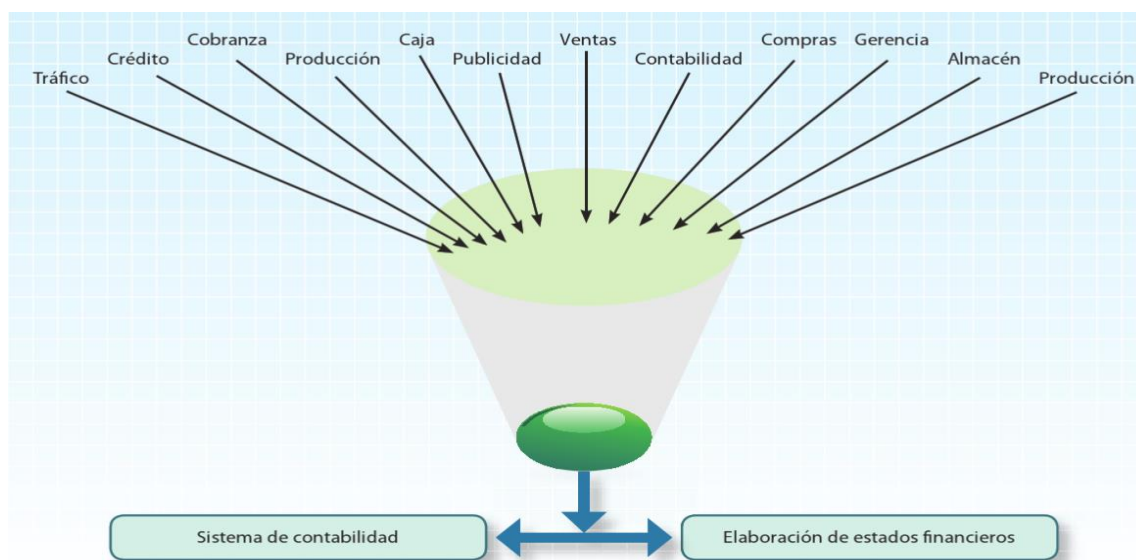 Tráfico
Crédito
Cobranza
Producción
Caja
Publicidad
Ventas
Contabilidad
Compras
Gerencia
Almacén
Producción
Sistema de contabilidad
Elaboración de estados financieros